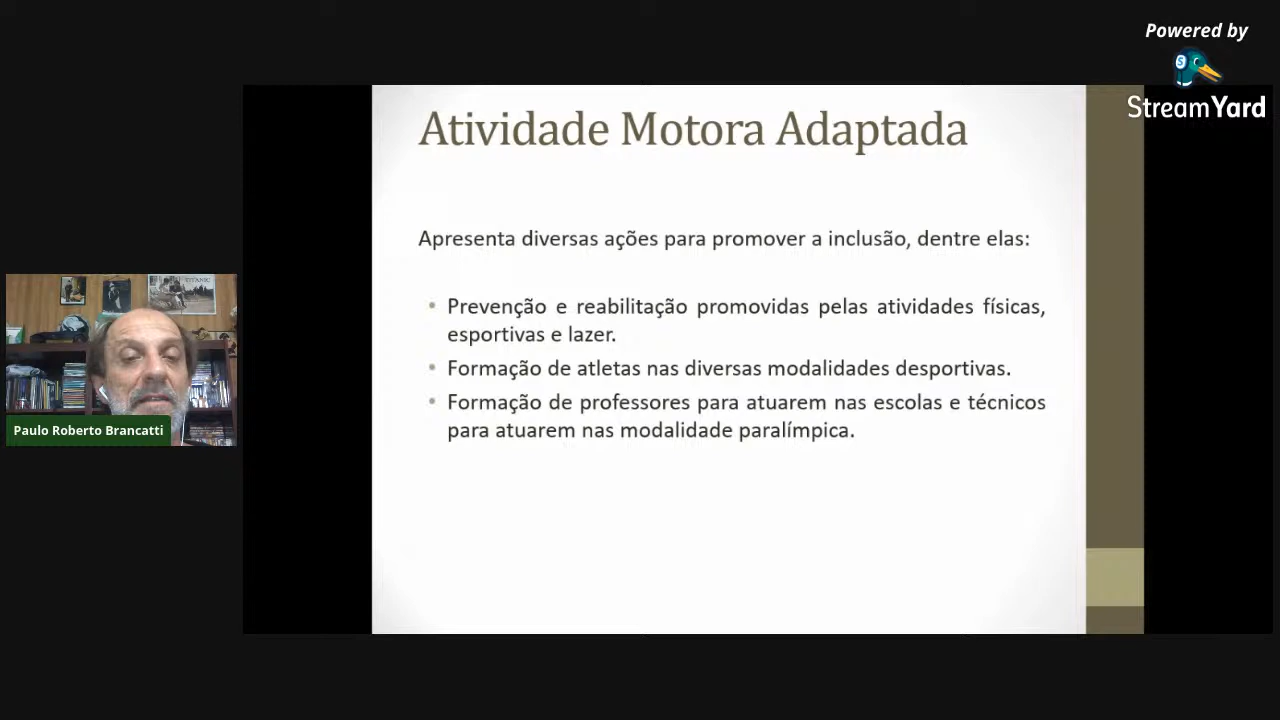 Powered by
StreamYard
Atividade Motora Adaptada
Apresenta diversas ações para promover a inclusão, dentre elas:
• Prevenção e reabilitação promovidas pelas atividades físicas,
esportivas e lazer.
• Formação de atletas nas diversas modalidades desportivas.
• Formação de professores para atuarem nas escolas e técnicos
para atuarem nas modalidade paralímpica.
TITANIC
Paulo Roberto Brancatti